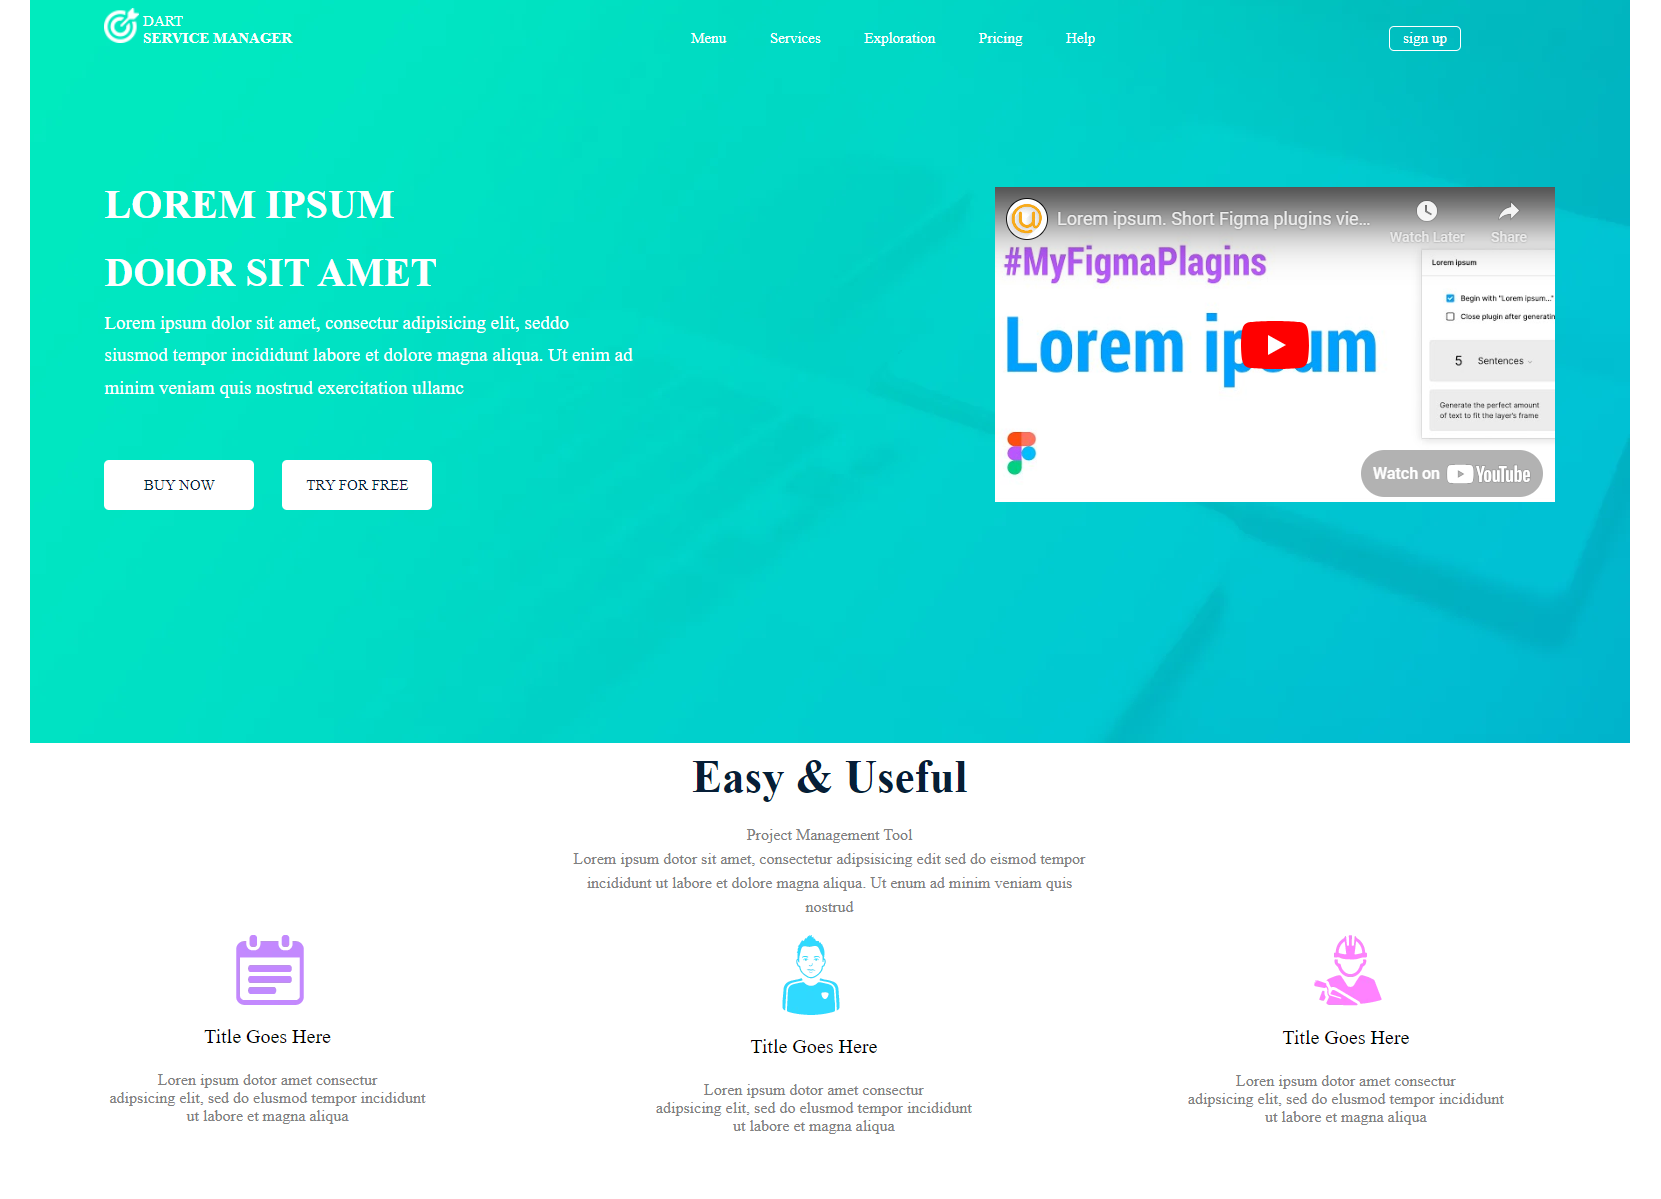 DART
SERVICE MANAGER
Menu Services Exploration Pricing Help
sign up
LOREM IPSUM
DOlOR SIT AMET
Lorem ipsum dolor sit amet, consectur adipisicing elit, seddo
siusmod tempor incididunt labore et dolore magna aliqua. Ut enim ad
minim veniam quis nostrud exercitation ullamc
BUY NOW
TRY FOR FREE
Lorem ipsum. Short Figma plugins vie...
Watch Later
Share
#MyFigmaPlagins
Lorem ipsum
Lorem ipsum
Begin with "Lorem ipsum..."
Close plugin after generatin
5 Sentences
Generate the perfect amount
of text to fit the layer's frame
Watch on YouTube
Easy & Useful
Project Management Tool
Lorem ipsum dotor sit amet, consectetur adipsisicing edit sed do eismod tempor
incididunt ut labore et dolore magna aliqua. Ut enum ad minim veniam quis
nostrud
Title Goes Here
Loren ipsum dotor amet consectur
adipsicing elit, sed do elusmod tempor incididunt
ut labore et magna aliqua
Title Goes Here
Loren ipsum dotor amet consectur
adipsicing elit, sed do elusmod tempor incididunt
ut labore et magna aliqua
Title Goes Here
Loren ipsum dotor amet consectur
adipsicing elit, sed do elusmod tempor incididunt
ut labore et magna aliqua